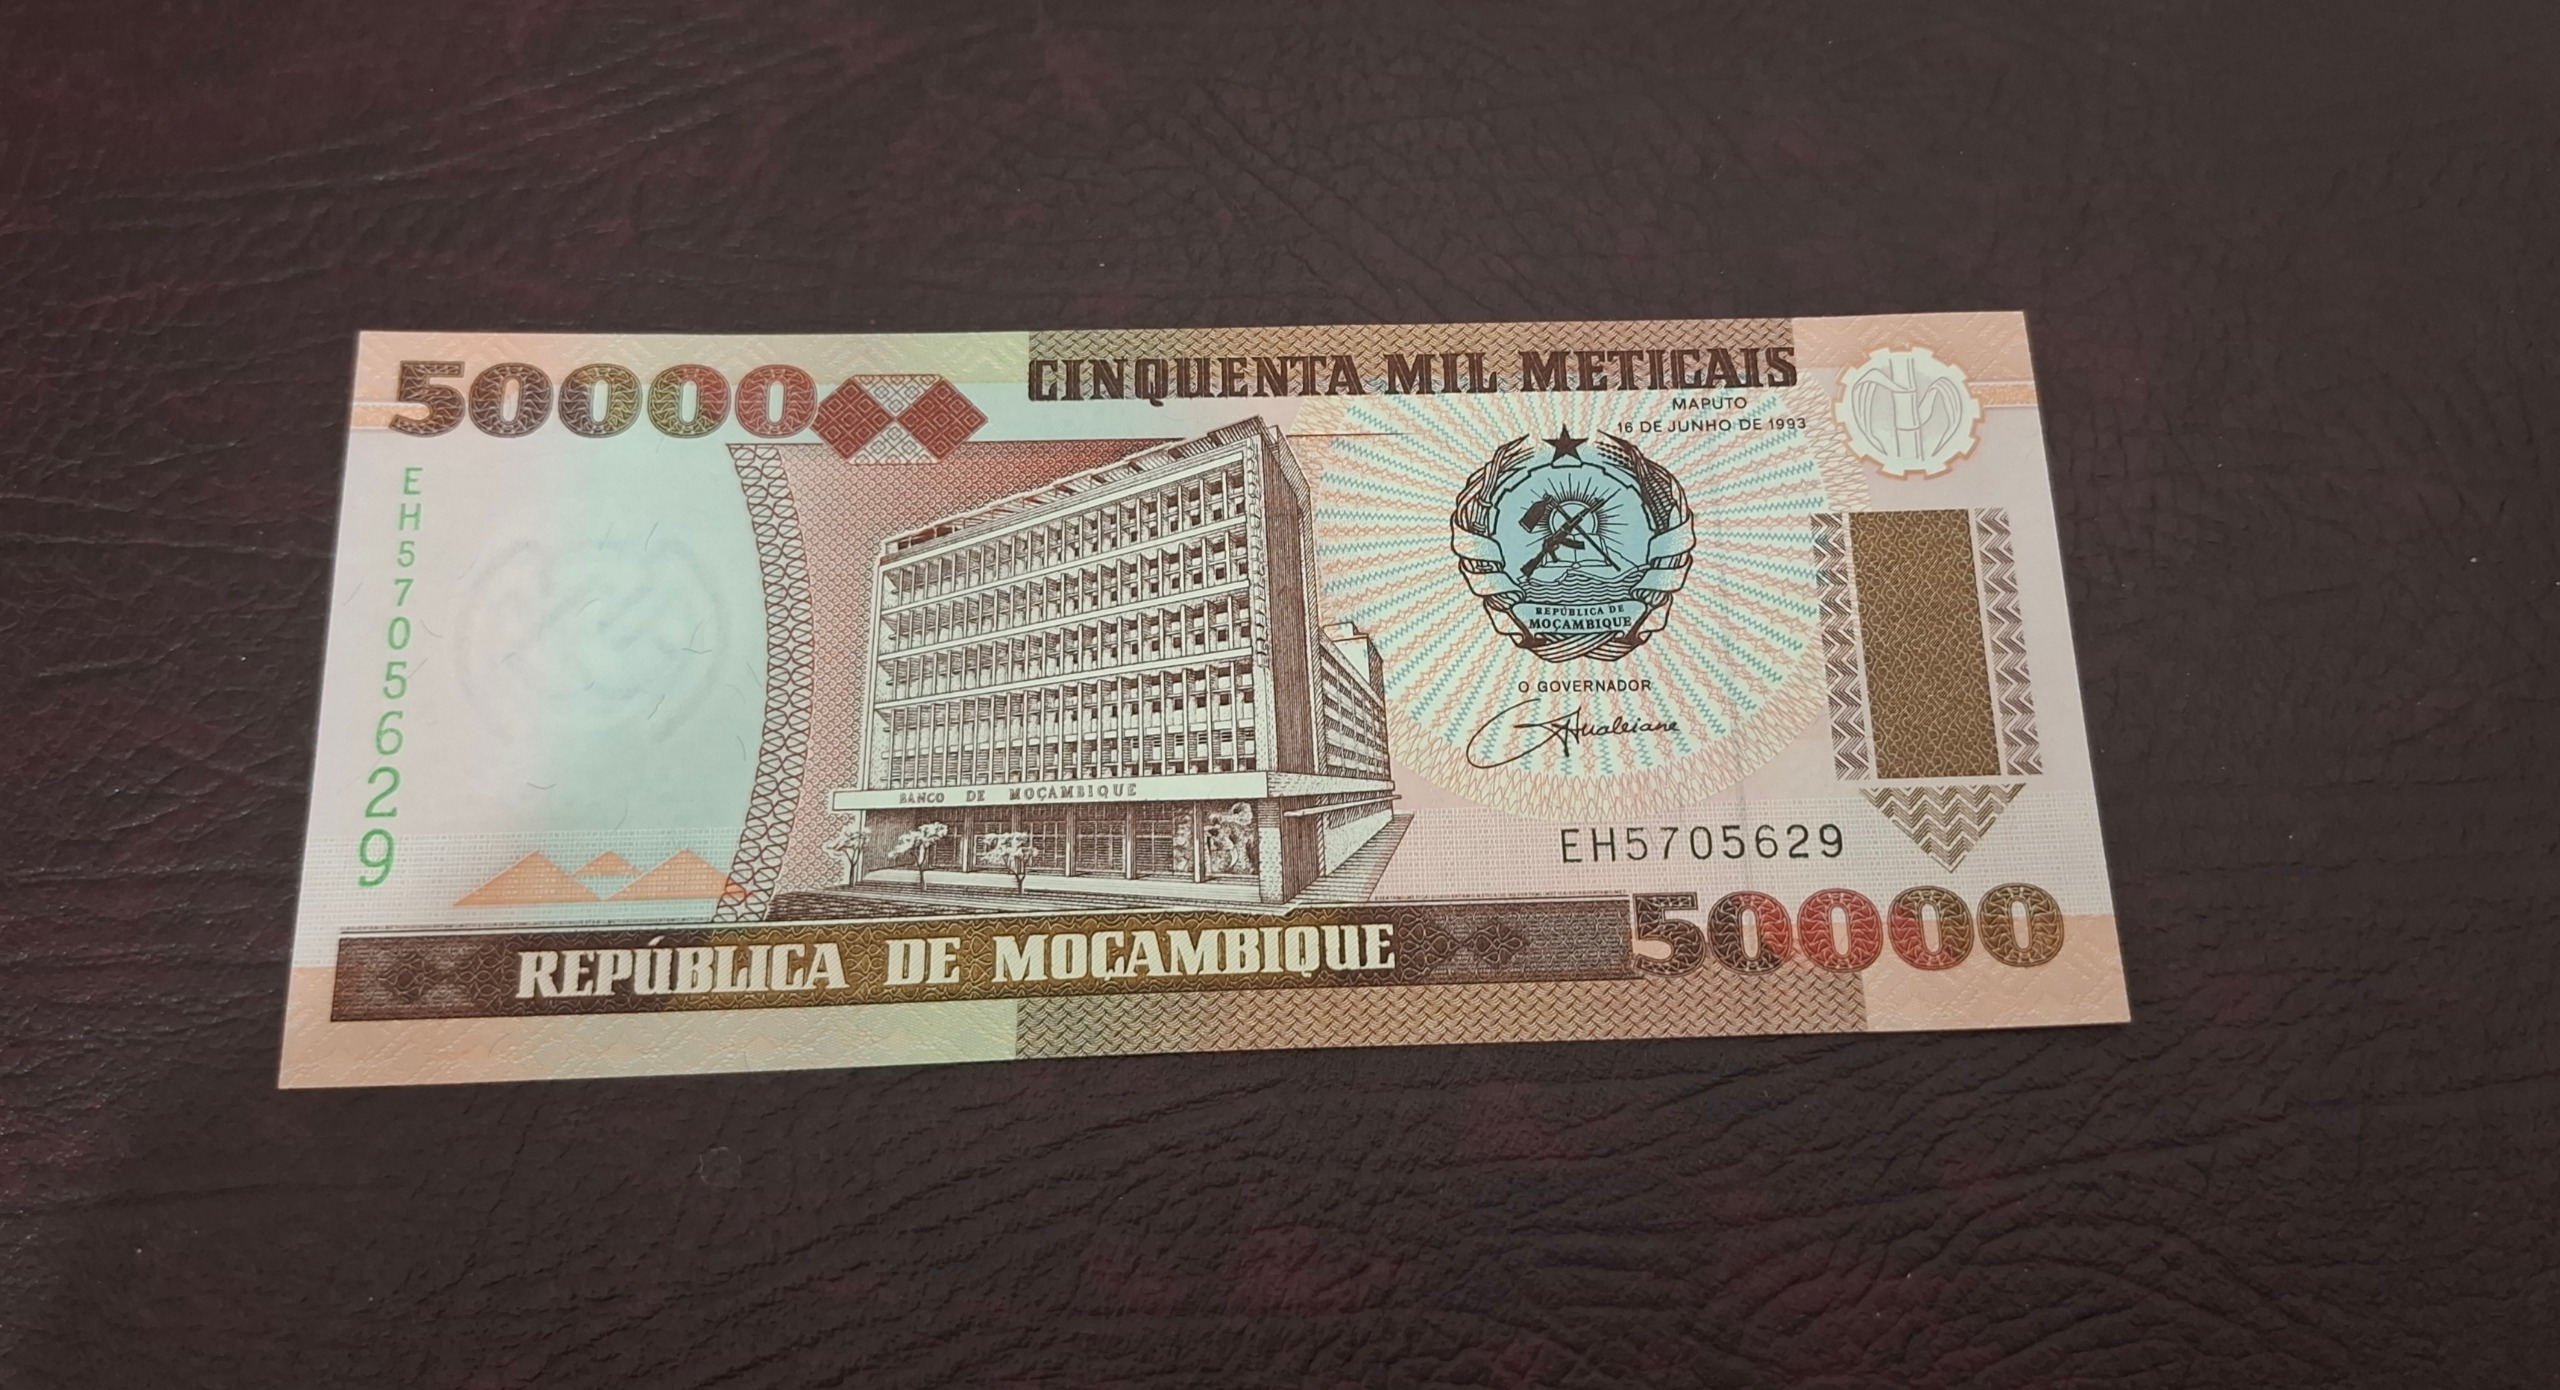 50000
CINQUENTA MIL METICAIS
MAPUTO
16 DE JUNHO DE 1993
EH5705629
REPÚBLICA DE
MOÇAMBIQUE
O GOVERNADOR
BANCO DE MOÇAMBIQUE
EH5705629
50000
REPÚBLICA DE MOÇAMBIQUE